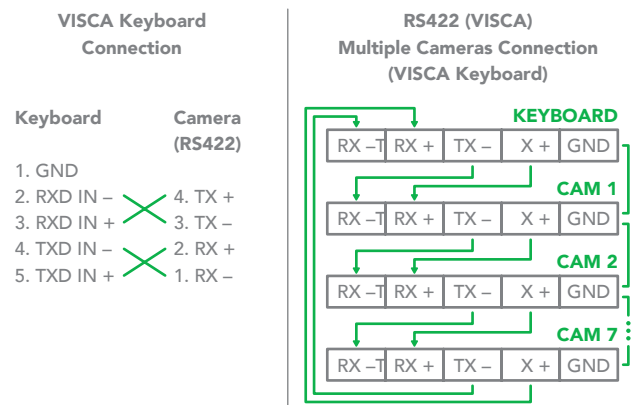 VISCA Keyboard
Connection
Keyboard
Camera
(RS422)
1. GND
2. RXD IN –
4. TX +
3. RXD IN +
3. TX –
4. TXD IN –
2. RX +
5. TXD IN +
1. RX –
RS422 (VISCA)
Multiple Cameras Connection
(VISCA Keyboard)
KEYBOARD
RX –T RX + TX – X + GND
CAM 1
RX –T RX + TX – X + GND
CAM 2
RX –T RX + TX – X + GND
CAM 7
RX –T RX + TX – X + GND